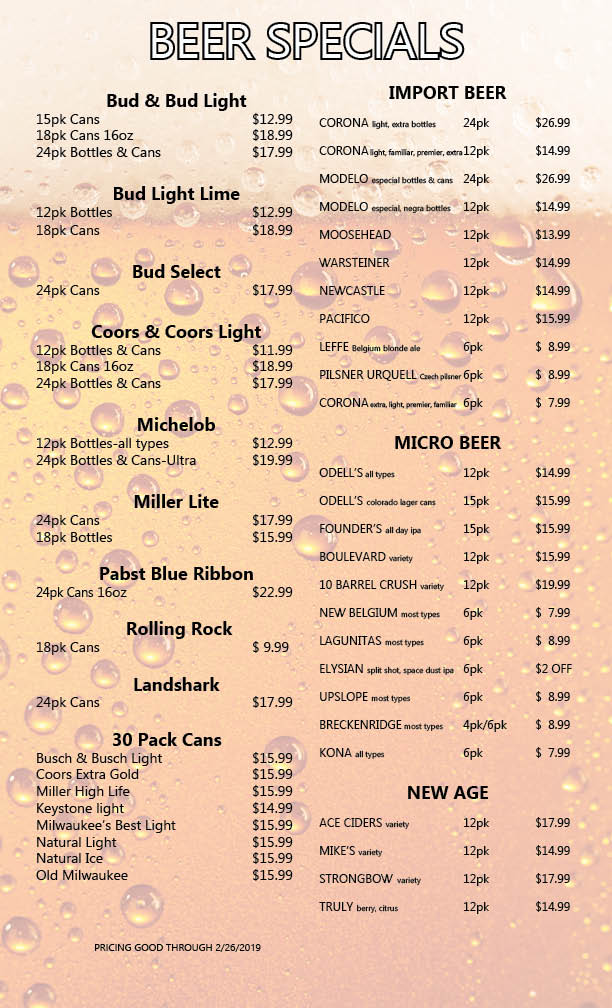 BEER SPECIALS
Bud & Bud Light
15pk Cans $12.99
18pk Cans 16oz $18.99
24pk Bottles & Cans $17.99
Bud Light Lime
12pk Bottles $12.99
18pk Cans $18.99
Bud Select
24pk Cans $17.99
Coors & Coors Light
12pk Bottles & Cans $11.99
18pk Cans 16oz $18.99
24pk Bottles & Cans $17.99
Michelob
12pk Bottles-all types $12.99
24pk Bottles & Cans-Ultra $19.99
Miller Lite
24pk Cans $17.99
18pk Bottles $15.99
Pabst Blue Ribbon
24pk Cans 16oz $22.99
Rolling Rock
18pk Cans $ 9.99
Landshark
24pk Cans $17.99
30 Pack Cans
Busch & Busch Light $15.99
Coors Extra Gold $15.99
Miller High Life $15.99
Keystone light $14.99
Milwaukee's Best Light $15.99
Natural Light $15.99
Natural Ice $15.99
Old Milwaukee $15.99
PRICING GOOD THROUGH 2/26/2019
IMPORT BEER
CORONA light, extra bottles 24pk $26.99
CORONA light, familiar, premier, extra 12pk $14.99
MODELO especial bottles & cans 24pk $26.99
MODELO especial, negra bottles 12pk $14.99
MOOSEHEAD 12pk $13.99
WARSTEINER 12pk $14.99
NEWCASTLE 12pk $14.99
PACIFICO 12pk $15.99
LEFFE Belgium blonde ale 6pk $ 8.99
PILSNER URQUELL Czech pilsner 6pk $ 8.99
CORONA extra, light, premier, familiar 6pk $ 7.99
MICRO BEER
ODELL'S all types 12pk $14.99
ODELL'S colorado lager cans 15pk $15.99
FOUNDER'S all day ipa 15pk $15.99
BOULEVARD variety 12pk $15.99
10 BARREL CRUSH variety 12pk $19.99
NEW BELGIUM most types 6pk $ 7.99
LAGUNITAS most types 6pk $ 8.99
ELYSIAN split shot, space dust ipa 6pk $2 OFF
UPSLOPE most types 6pk $ 8.99
BRECKENRIDGE most types 4pk/6pk $ 8.99
KONA all types 6pk $ 7.99
NEW AGE
ACE CIDERS variety 12pk $17.99
MIKE'S variety 12pk $14.99
STRONGBOW variety 12pk $17.99
TRULY berry, citrus 12pk $14.99